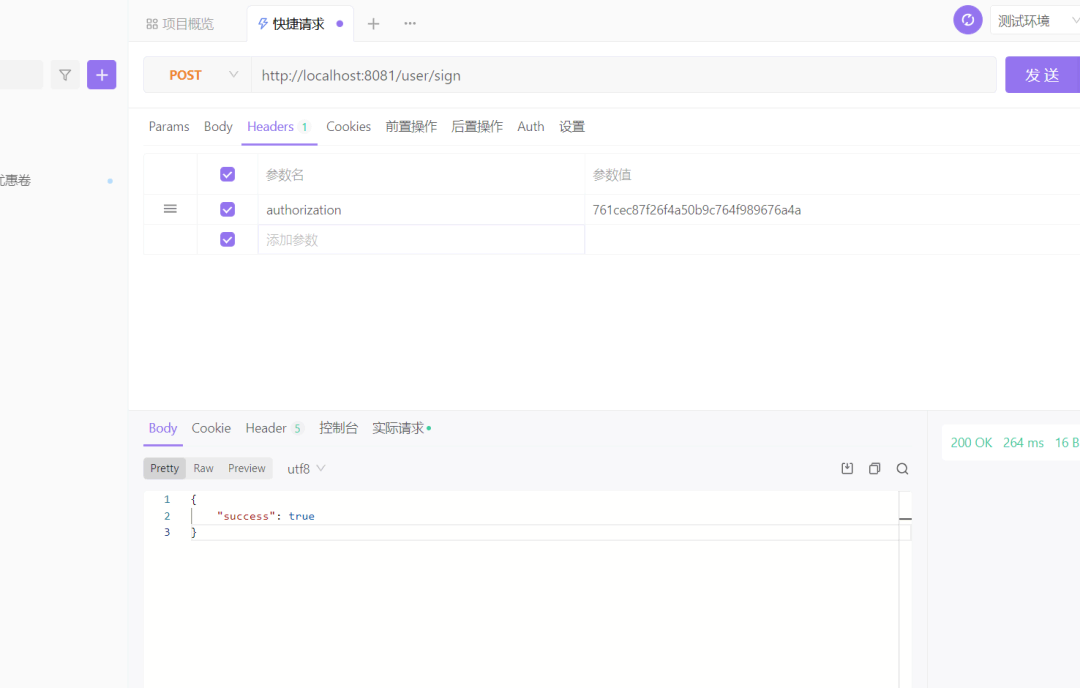 项目概览 快捷请求
测试环境
POST http://localhost:8081/user/sign 发 送
Params Body Headers 1 Cookies 前置操作 后置操作 Auth 设置
参数名 参数值
优惠卷
authorization 761cec87f26f4a50b9c764f989676a4a
添加参数
Body Cookie Header 5 控制台 实际请求
200 OK 264 ms 16 B
Pretty Raw Preview utf8
1 {
2 "success": true
3 }